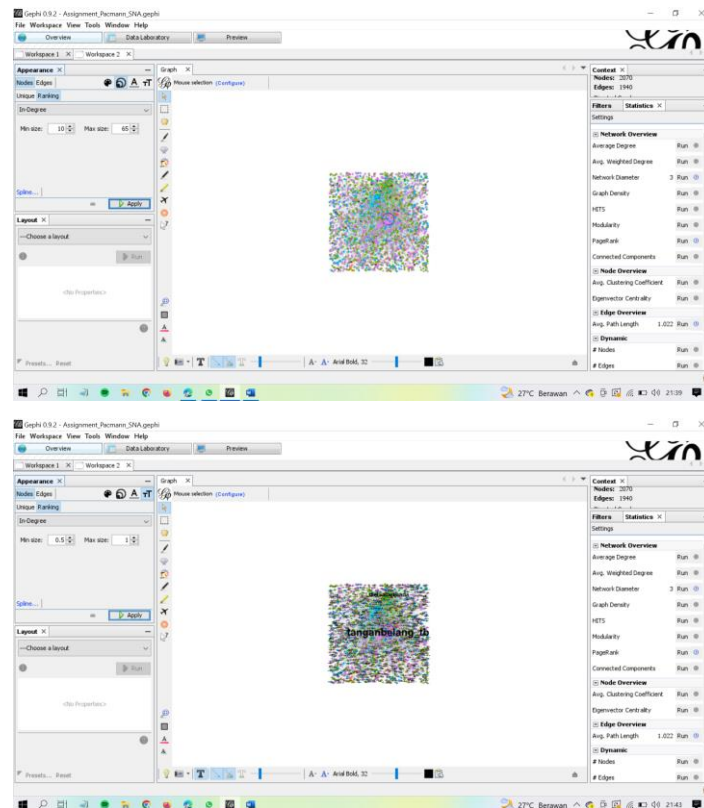 Gephi 0.9.2 - Assignment_Pacmann_SNA.gephi
File Workspace View Tools Window Help
Overview Data Laboratory Preview
Workspace 1 Workspace 2
Appearance
Nodes Edges
Unique Ranking
In-Degree
Min size: 10 Max size: 65
Spline...
Apply
Layout
---Choose a layout
Run
<No Properties>
Presets... Reset
Graph
Mouse selection (Configure)
A- A- Arial Bold, 32
Context
Nodes: 2070
Edges: 1940
Filters Statistics
Settings
Network Overview
Average Degree Run
Avg. Weighted Degree Run
Network Diameter 3 Run
Graph Density Run
HITS Run
Modularity Run
PageRank Run
Connected Components Run
Node Overview
Avg. Clustering Coefficient Run
Eigenvector Centrality Run
Edge Overview
Avg. Path Length 1.022 Run
Dynamic
# Nodes Run
# Edges Run
27°C Berawan 21:39
Gephi 0.9.2 - Assignment_Pacmann_SNA.gephi
File Workspace View Tools Window Help
Overview Data Laboratory Preview
Workspace 1 Workspace 2
Appearance
Nodes Edges
Unique Ranking
In-Degree
Min size: 0.5 Max size: 1
Spline...
Apply
Layout
---Choose a layout
Run
<No Properties>
Presets... Reset
Graph
Mouse selection (Configure)
tanganbelang_fb
A- A- Arial Bold, 32
Context
Nodes: 2070
Edges: 1940
Filters Statistics
Settings
Network Overview
Average Degree Run
Avg. Weighted Degree Run
Network Diameter 3 Run
Graph Density Run
HITS Run
Modularity Run
PageRank Run
Connected Components Run
Node Overview
Avg. Clustering Coefficient Run
Eigenvector Centrality Run
Edge Overview
Avg. Path Length 1.022 Run
Dynamic
# Nodes Run
# Edges Run
27°C Berawan 21:43